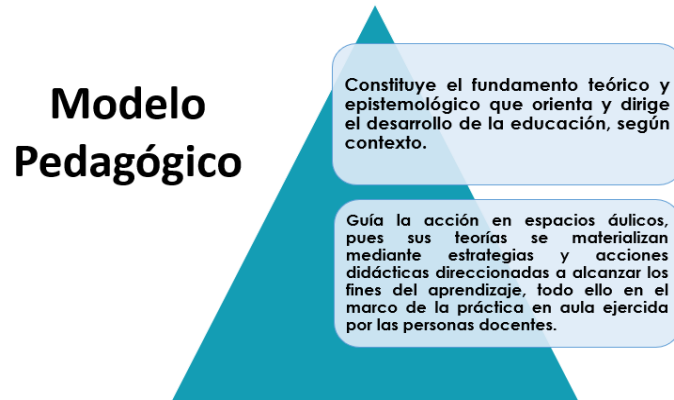 Modelo
Pedagógico
Constituye el fundamento teórico y
epistemológico que orienta y dirige
el desarrollo de la educación, según
contexto.
Guía la acción en espacios áulicos,
pues sus teorías se materializan
mediante estrategias y acciones
didácticas direccionadas a alcanzar los
fines del aprendizaje, todo ello en el
marco de la práctica en aula ejercida
por las personas docentes.